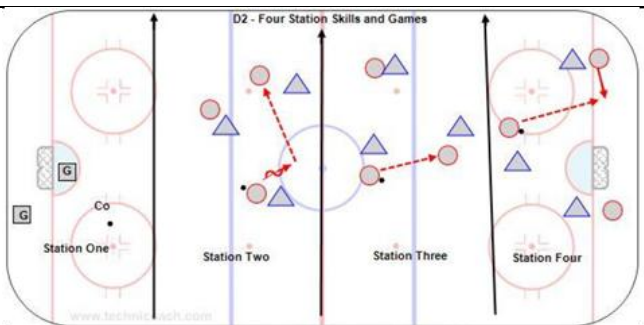 D2 - Four Station Skills and Games
G
G
Co
Station One
Station Two
Station Three
Station Four
www.technicoach.com